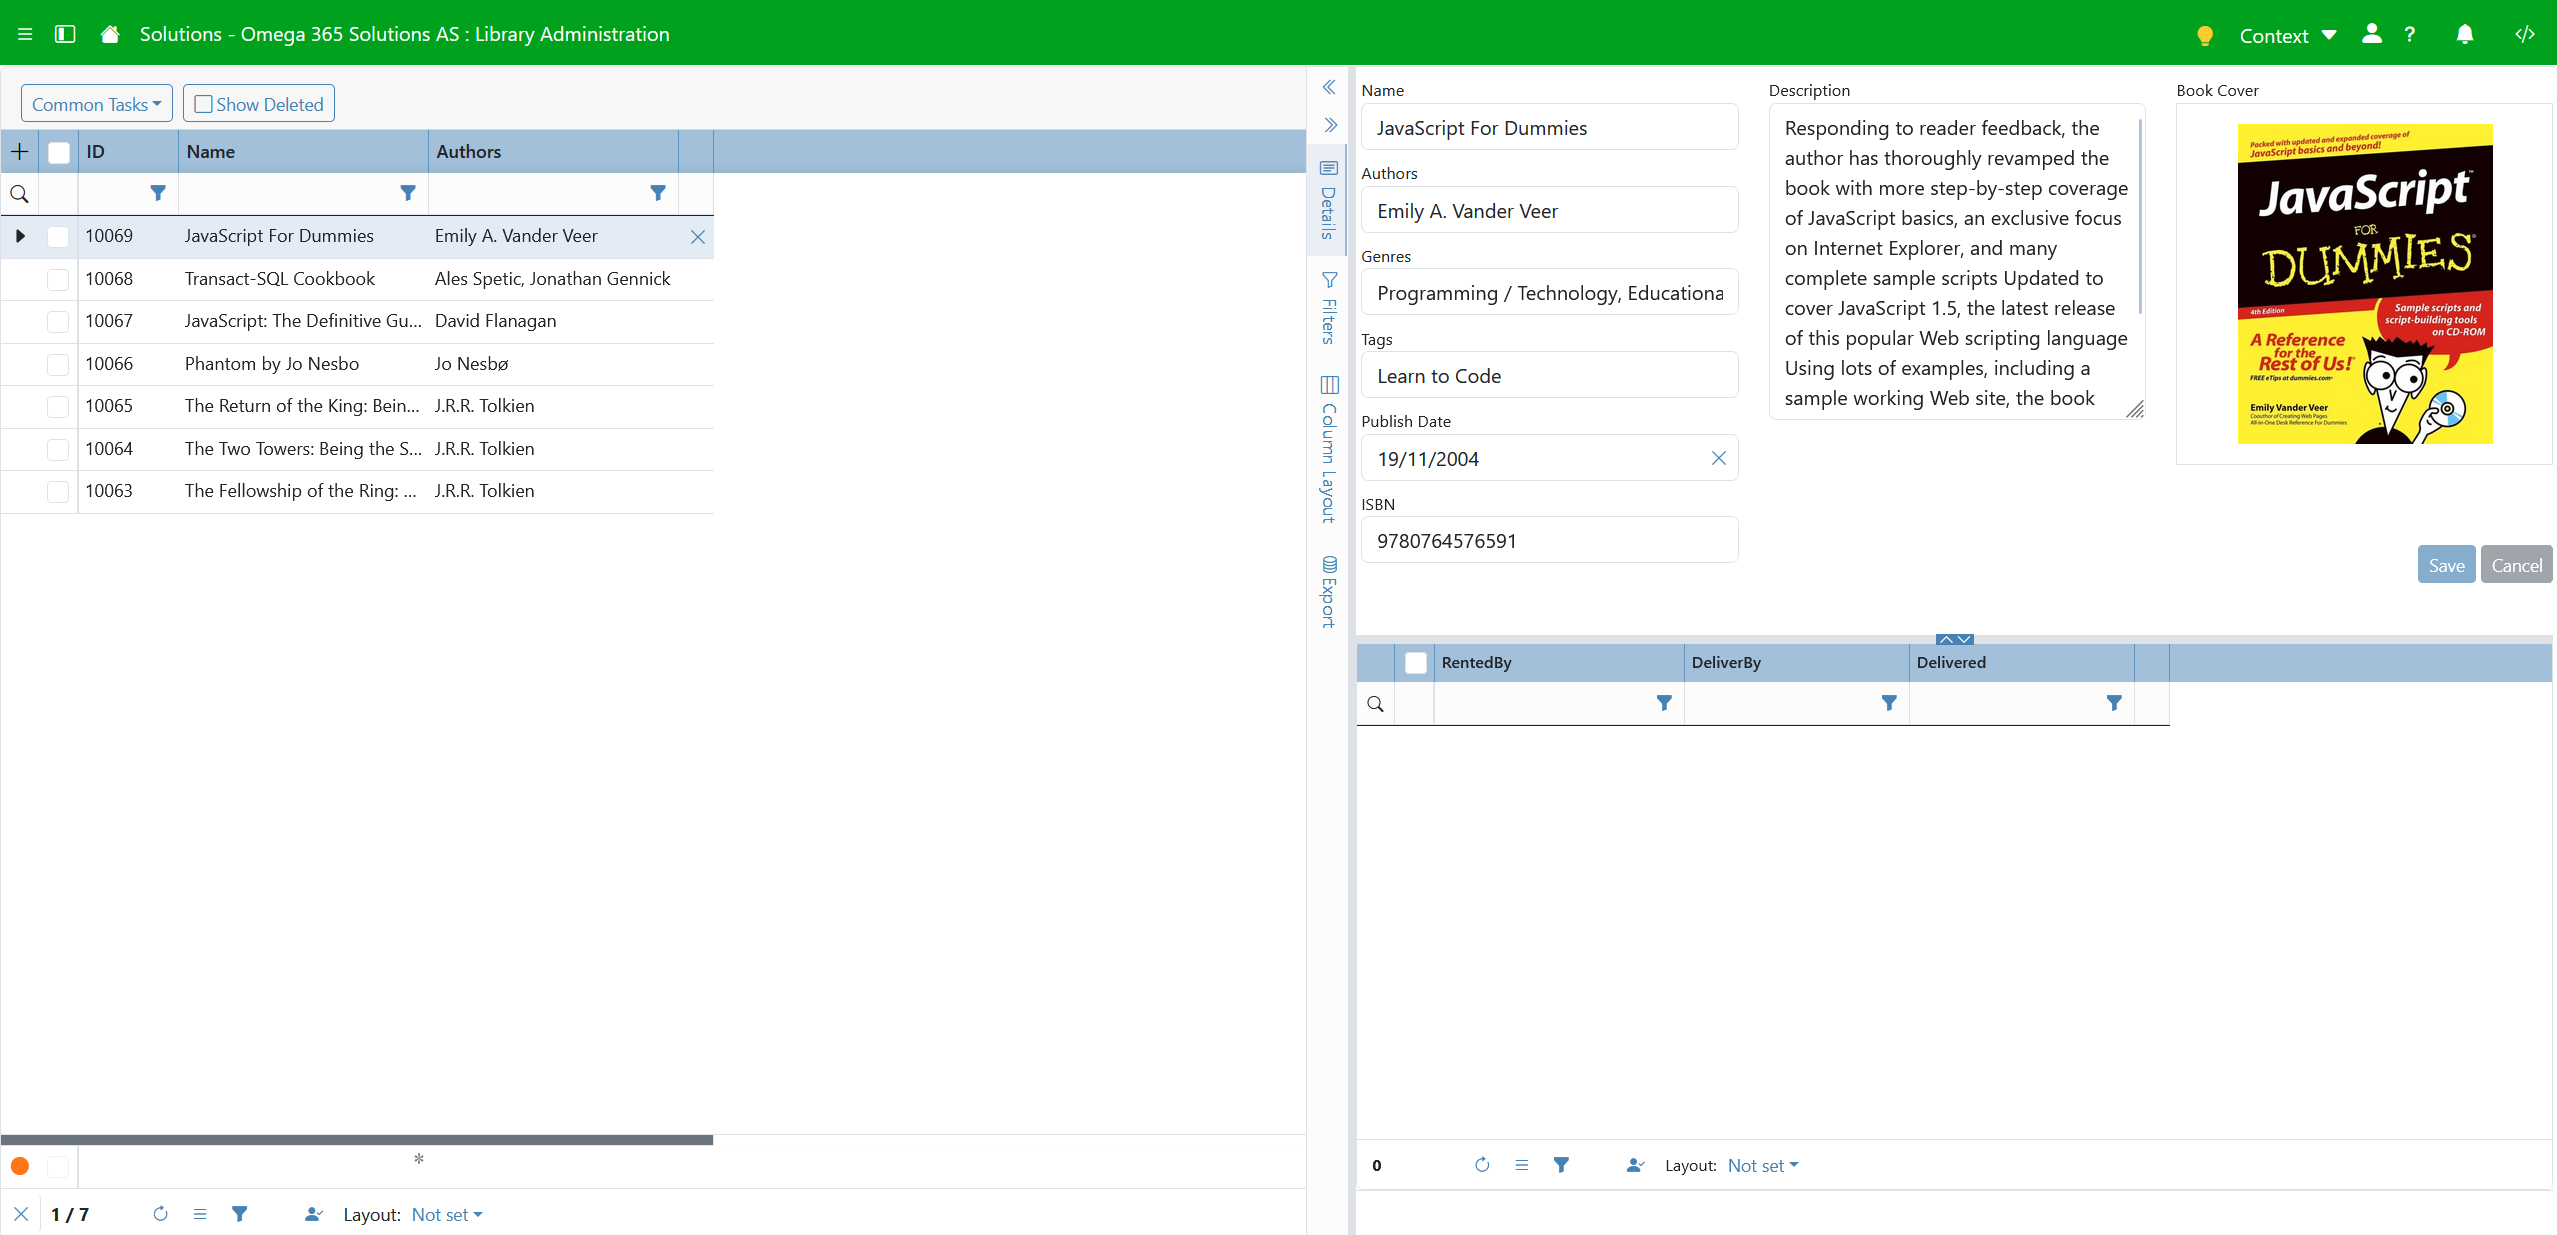 Solutions - Omega 365 Solutions AS : Library Administration
Context
?
Common Tasks
Show Deleted
ID Name Authors
10069 JavaScript For Dummies Emily A. Vander Veer
10068 Transact-SQL Cookbook Ales Spetic, Jonathan Gennick
10067 JavaScript: The Definitive Gu... David Flanagan
10066 Phantom by Jo Nesbo Jo Nesbø
10065 The Return of the King: Bein... J.R.R. Tolkien
10064 The Two Towers: Being the S... J.R.R. Tolkien
10063 The Fellowship of the Ring: ... J.R.R. Tolkien
*
1 / 7
Layout: Not set
Details
Filters
Column Layout
Export
Name
JavaScript For Dummies
Authors
Emily A. Vander Veer
Genres
Programming / Technology, Educationa
Tags
Learn to Code
Publish Date
19/11/2004
ISBN
9780764576591
Description
Responding to reader feedback, the
author has thoroughly revamped the
book with more step-by-step coverage
of JavaScript basics, an exclusive focus
on Internet Explorer, and many
complete sample scripts Updated to
cover JavaScript 1.5, the latest release
of this popular Web scripting language
Using lots of examples, including a
sample working Web site, the book
Book Cover
Packed with updated and expanded coverage of
JavaScript basics and beyond!
JavaScript™
FOR
DUMMIES®
4th Edition
Sample scripts and
script-building tools
on CD-ROM
A Reference
for the
Rest of Us!®
FREE eTips at dummies.com®
Emily Vander Veer
Coauthor of Creating Web Pages
All-in-One Desk Reference For Dummies
Save
Cancel
RentedBy DeliverBy Delivered
0
Layout: Not set